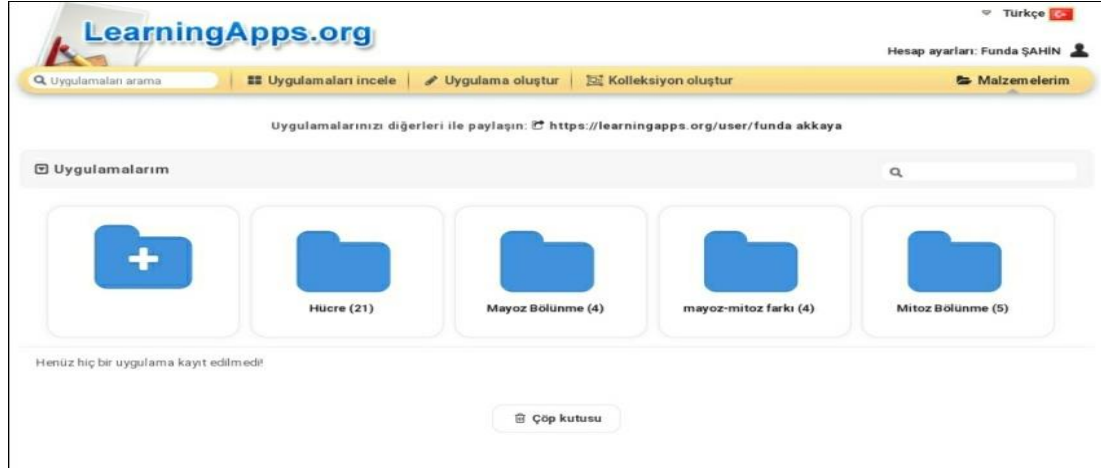 Türkçe
LearningApps.org
Hesap ayarları: Funda ŞAHİN
Uygulamaları arama
Uygulamaları incele
Uygulama oluştur
Kolleksiyon oluştur
Malzemelerim
Uygulamalarınızı diğerleri ile paylaşın: https://learningapps.org/user/funda akkaya
Uygulamalarım
Hücre (21)
Mayoz Bölünme (4)
mayoz-mitoz farkı (4)
Mitoz Bölünme (5)
Henüz hiç bir uygulama kayıt edilmedi!
Çöp kutusu